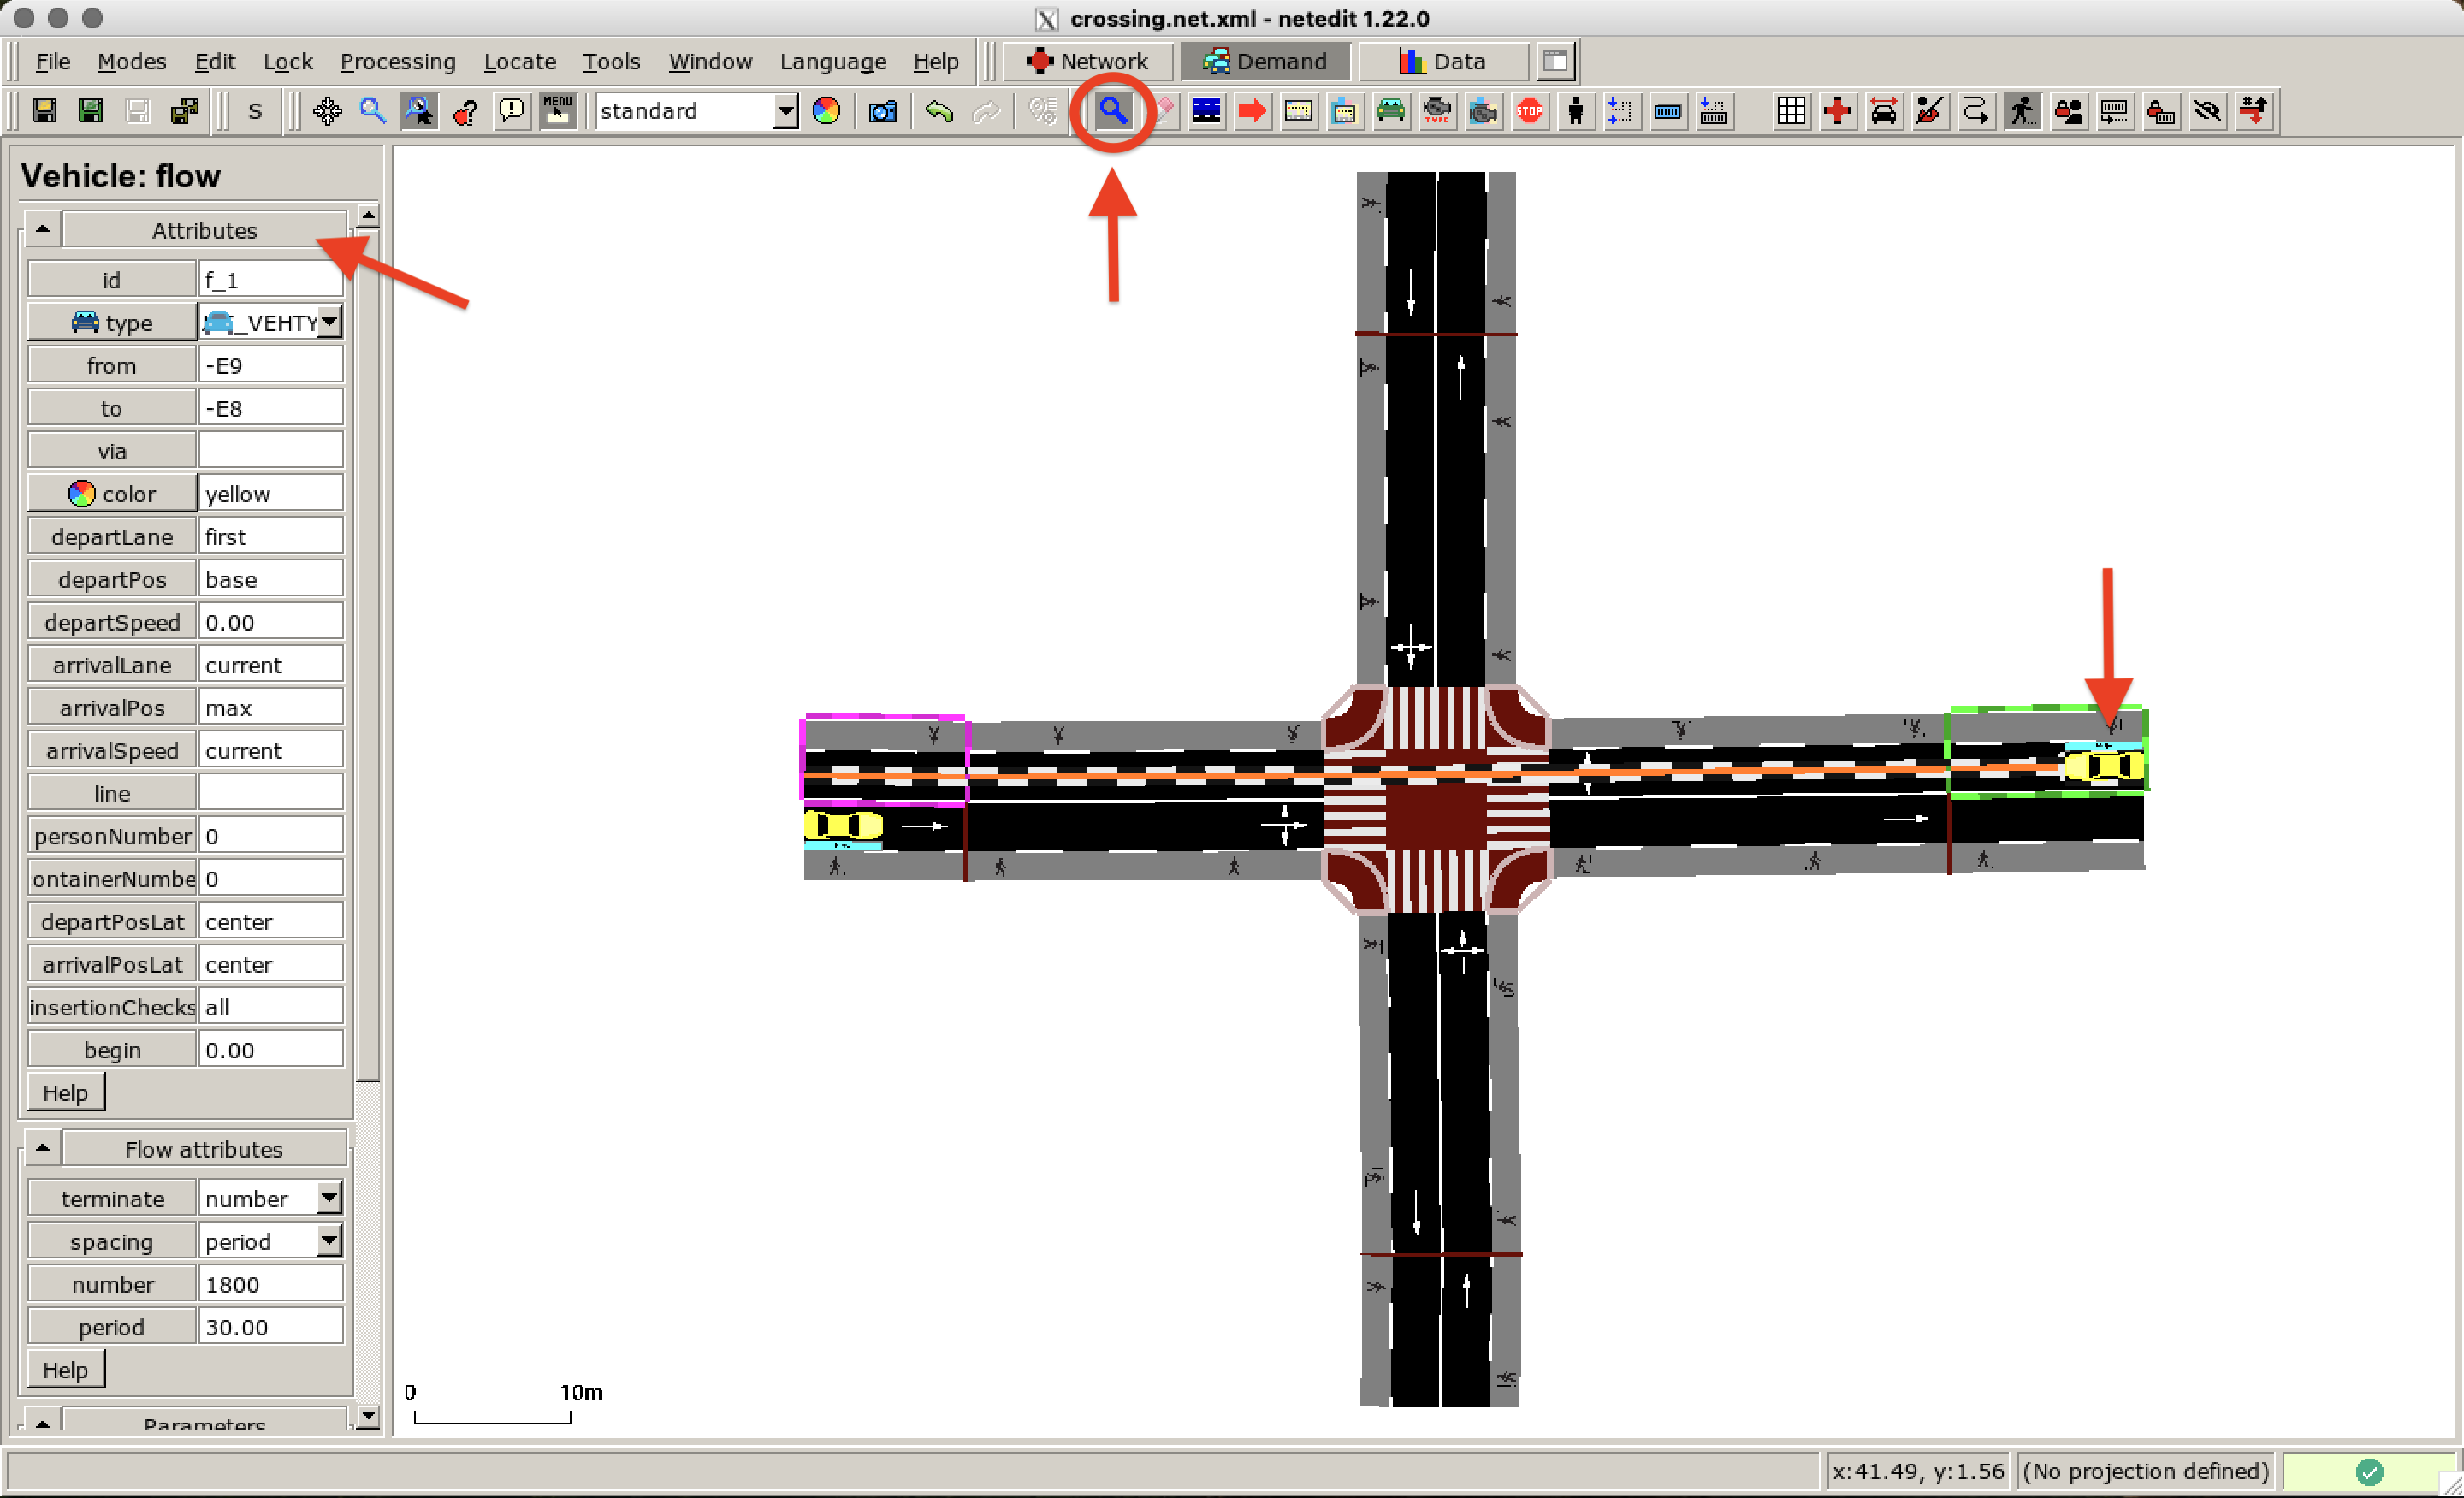 crossing.net.xml - netedit 1.22.0
File Modes Edit Lock Processing Locate Tools Window Language Help Network Demand Data
S MENU standard TYPE STOP
Vehicle: flow
Attributes
id f_1
type _VEHTY
from -E9
to -E8
via
color yellow
departLane first
departPos base
departSpeed 0.00
arrivalLane current
arrivalPos max
arrivalSpeed current
line
personNumber 0
ontainerNumbe 0
departPosLat center
arrivalPosLat center
insertionChecks all
begin 0.00
Help
Flow attributes
terminate number
spacing period
number 1800
period 30.00
Help
Parameters
0 10m
x:41.49, y:1.56 (No projection defined)